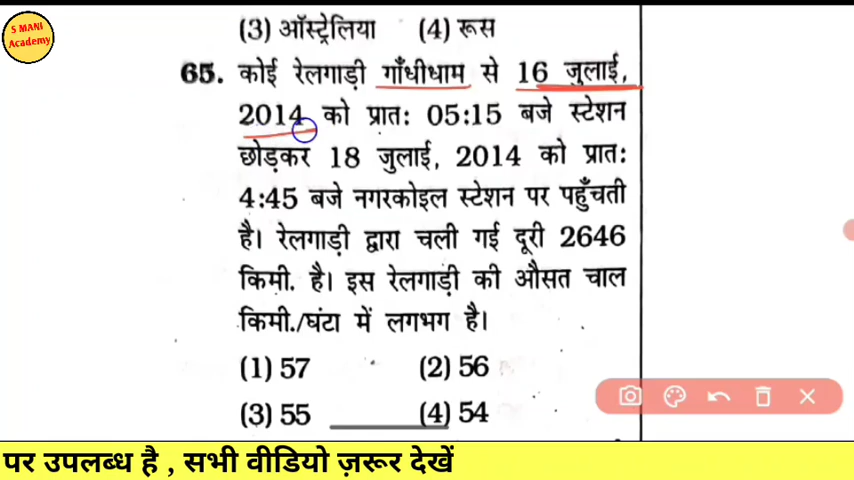 S MANI
Academy
(3) ऑस्ट्रेलिया (4) रूस
65. कोई रेलगाड़ी गाँधीधाम से 16 जुलाई,
2014 को प्रात: 05:15 बजे स्टेशन
छोड़कर 18 जुलाई, 2014 को प्रात:
4:45 बजे नगरकोइल स्टेशन पर पहुँचती
है। रेलगाड़ी द्वारा चली गई दूरी 2646
किमी. है। इस रेलगाड़ी की औसत चाल
किमी./घंटा में लगभग है।
(1) 57 (2) 56
(3) 55 (4) 54
पर उपलब्ध है , सभी वीडियो ज़रूर देखें